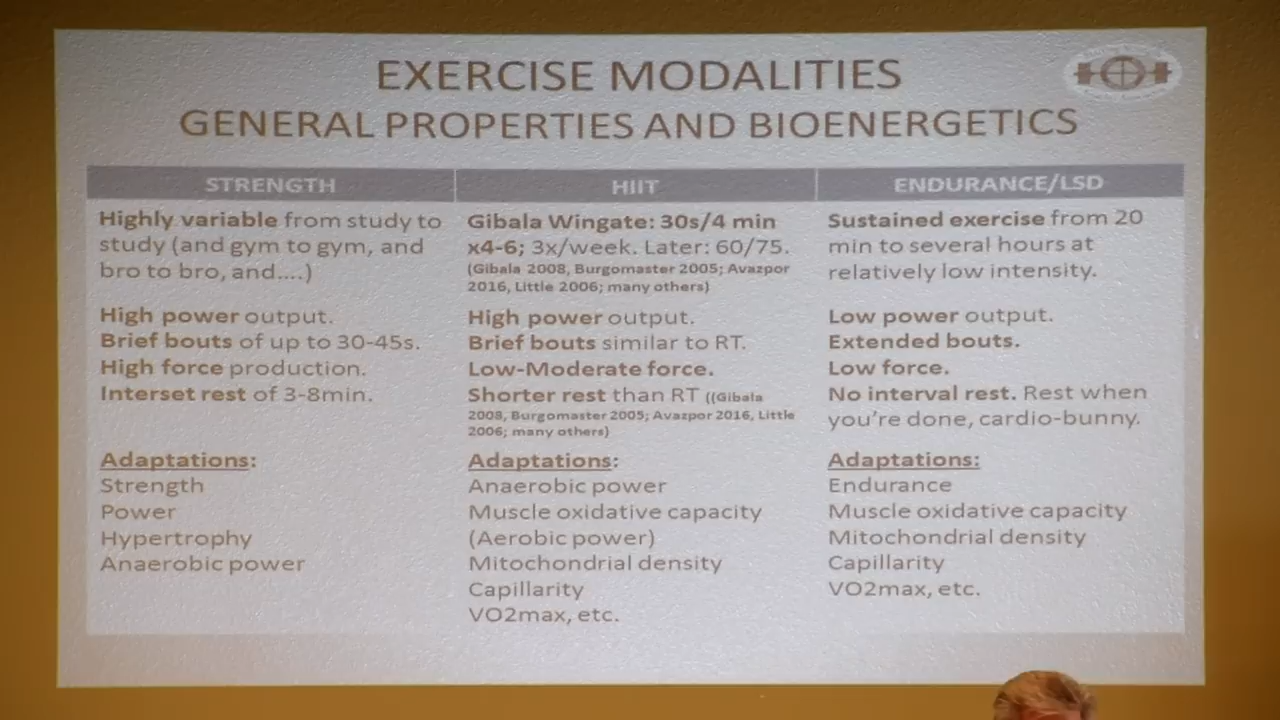 EXERCISE MODALITIES
GENERAL PROPERTIES AND BIOENERGETICS
STRENGTH
Highly variable from study to
study (and gym to gym, and
bro to bro, and....)
High power output.
Brief bouts of up to 30-45s.
High force production.
Interset rest of 3-8min.
Adaptations:
Strength
Power
Hypertrophy
Anaerobic power
HIIT
Gibala Wingate: 30s/4 min
x4-6; 3x/week. Later: 60/75.
(Gibala 2008, Burgomaster 2005; Avazpor
2016, Little 2006; many others)
High power output.
Brief bouts similar to RT.
Low-Moderate force.
Shorter rest than RT ((Gibala
2008, Burgomaster 2005; Avazpor 2016, Little
2006; many others)
Adaptations:
Anaerobic power
Muscle oxidative capacity
(Aerobic power)
Mitochondrial density
Capillarity
VO2max, etc.
ENDURANCE/LSD
Sustained exercise from 20
min to several hours at
relatively low intensity.
Low power output.
Extended bouts.
Low force.
No interval rest. Rest when
you're done, cardio-bunny.
Adaptations:
Endurance
Muscle oxidative capacity
Mitochondrial density
Capillarity
VO2max, etc.